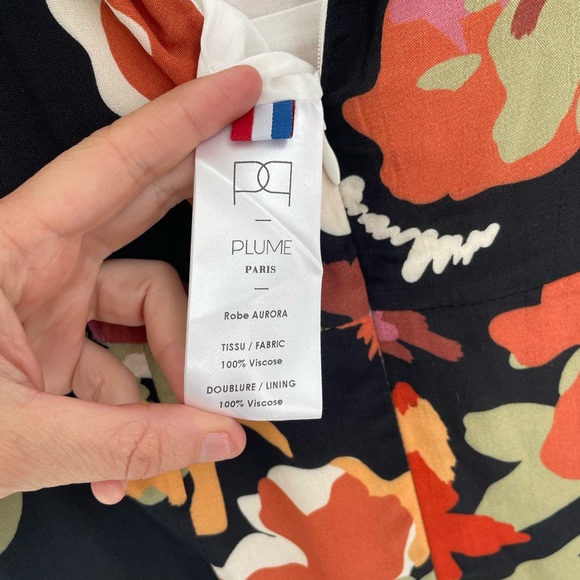 PLUME
PARIS
Robe AURORA
TISSU / FABRIC
100% Viscose
DOUBLURE / LINING
100% Viscose